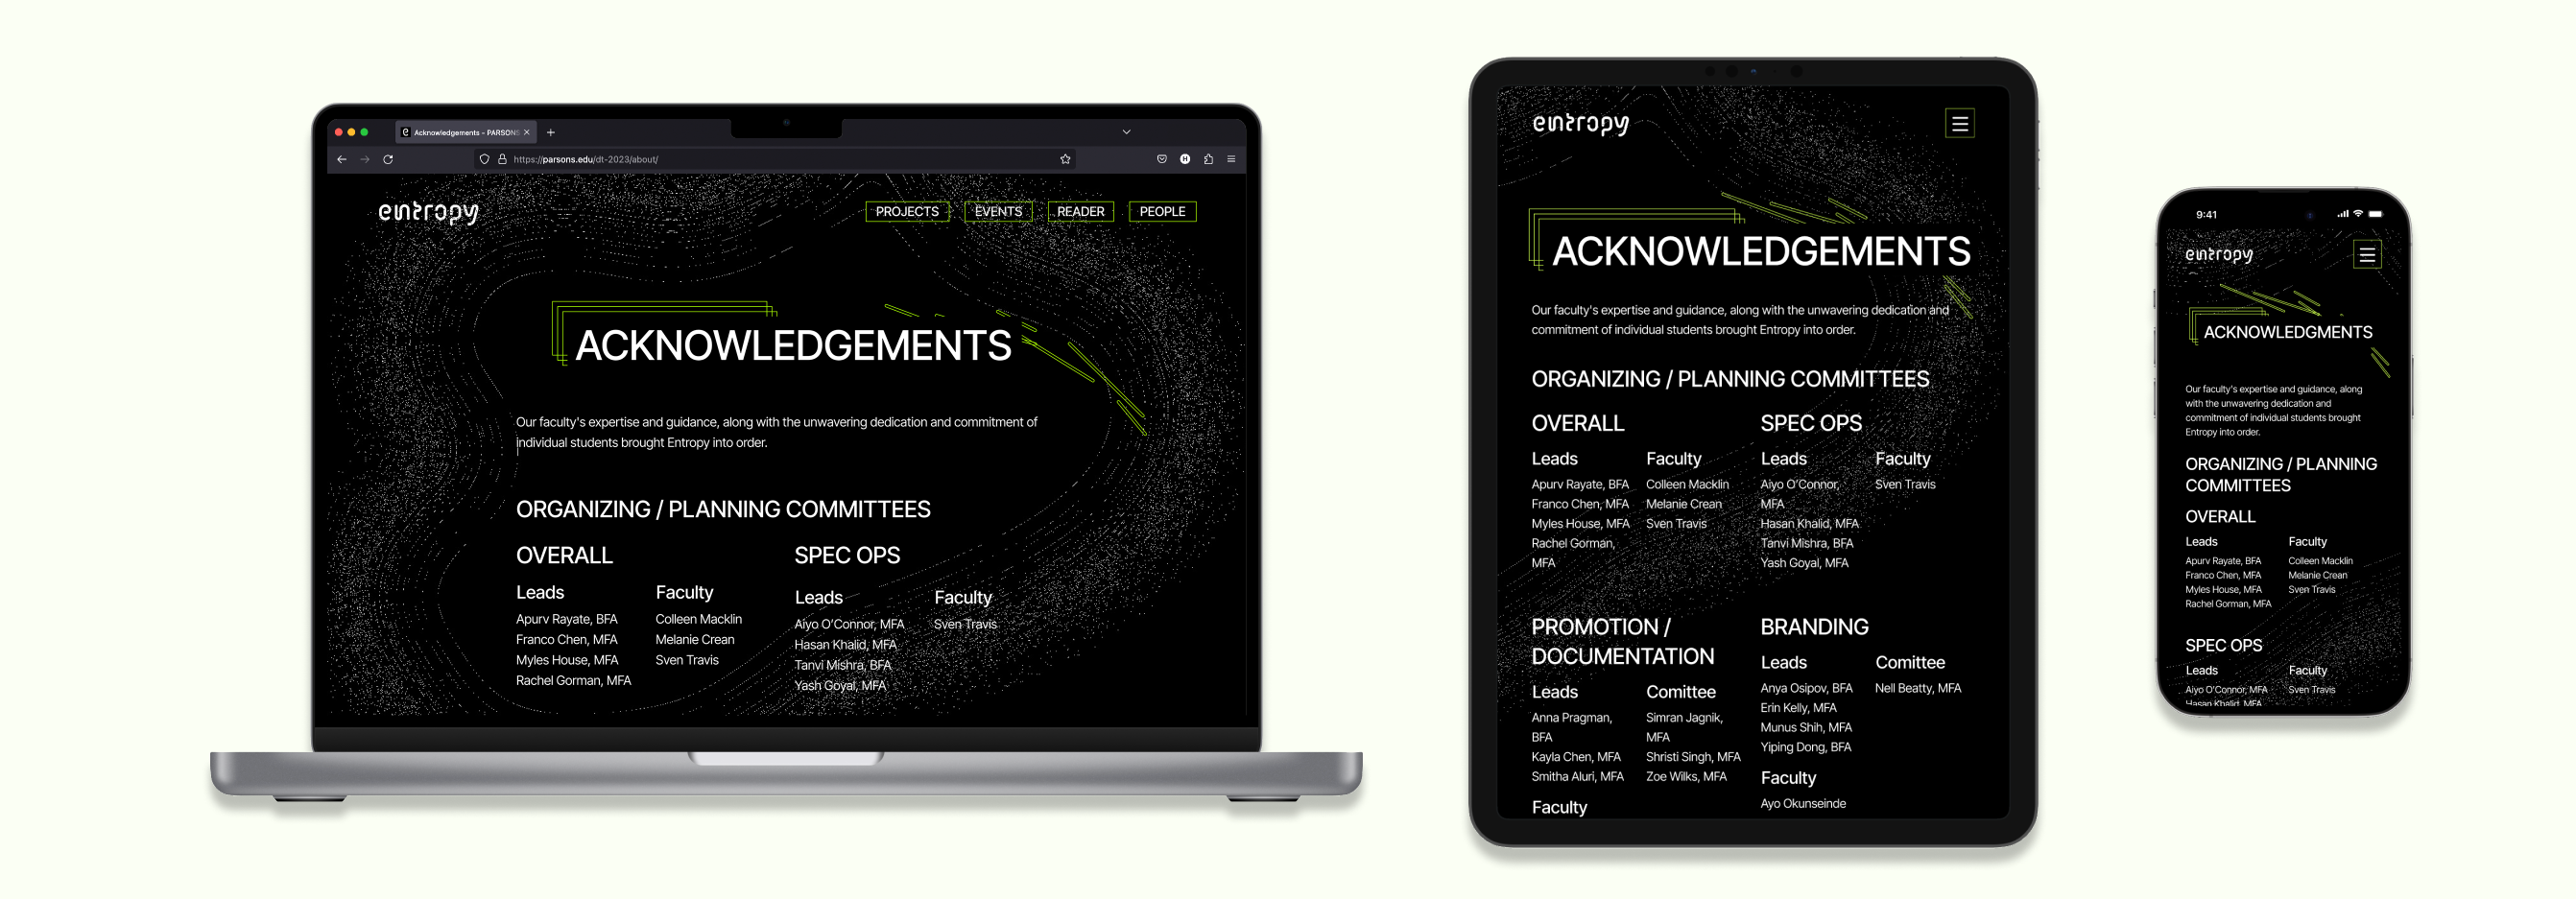 Acknowledgements – PARSONS
https://parsons.edu/dt-2023/about/
entropy
PROJECTS EVENTS READER PEOPLE
ACKNOWLEDGEMENTS
Our faculty's expertise and guidance, along with the unwavering dedication and commitment of
individual students brought Entropy into order.
ORGANIZING / PLANNING COMMITTEES
OVERALL
Leads
Apurv Rayate, BFA
Franco Chen, MFA
Myles House, MFA
Rachel Gorman, MFA
Faculty
Colleen Macklin
Melanie Crean
Sven Travis
SPEC OPS
Leads
Aiyo O’Connor, MFA
Hasan Khalid, MFA
Tanvi Mishra, BFA
Yash Goyal, MFA
Faculty
Sven Travis
entropy
ACKNOWLEDGEMENTS
Our faculty's expertise and guidance, along with the unwavering dedication and
commitment of individual students brought Entropy into order.
ORGANIZING / PLANNING COMMITTEES
OVERALL
Leads
Apurv Rayate, BFA
Franco Chen, MFA
Myles House, MFA
Rachel Gorman,
MFA
Faculty
Colleen Macklin
Melanie Crean
Sven Travis
SPEC OPS
Leads
Aiyo O’Connor,
MFA
Hasan Khalid, MFA
Tanvi Mishra, BFA
Yash Goyal, MFA
Faculty
Sven Travis
PROMOTION /
DOCUMENTATION
Leads
Anna Pragman,
BFA
Kayla Chen, MFA
Smitha Aluri, MFA
Comittee
Simran Jagnik,
MFA
Shristi Singh, MFA
Zoe Wilks, MFA
Faculty
BRANDING
Leads
Anya Osipov, BFA
Erin Kelly, MFA
Munus Shih, MFA
Yiping Dong, BFA
Comittee
Nell Beatty, MFA
Faculty
Ayo Okunseinde
9:41
entropy
ACKNOWLEDGMENTS
Our faculty's expertise and guidance, along
with the unwavering dedication and
commitment of individual students brought
Entropy into order.
ORGANIZING / PLANNING
COMMITTEES
OVERALL
Leads
Apurv Rayate, BFA
Franco Chen, MFA
Myles House, MFA
Rachel Gorman, MFA
Faculty
Colleen Macklin
Melanie Crean
Sven Travis
SPEC OPS
Leads
Aiyo O’Connor, MFA
Hasan Khalid, MFA
Faculty
Sven Travis